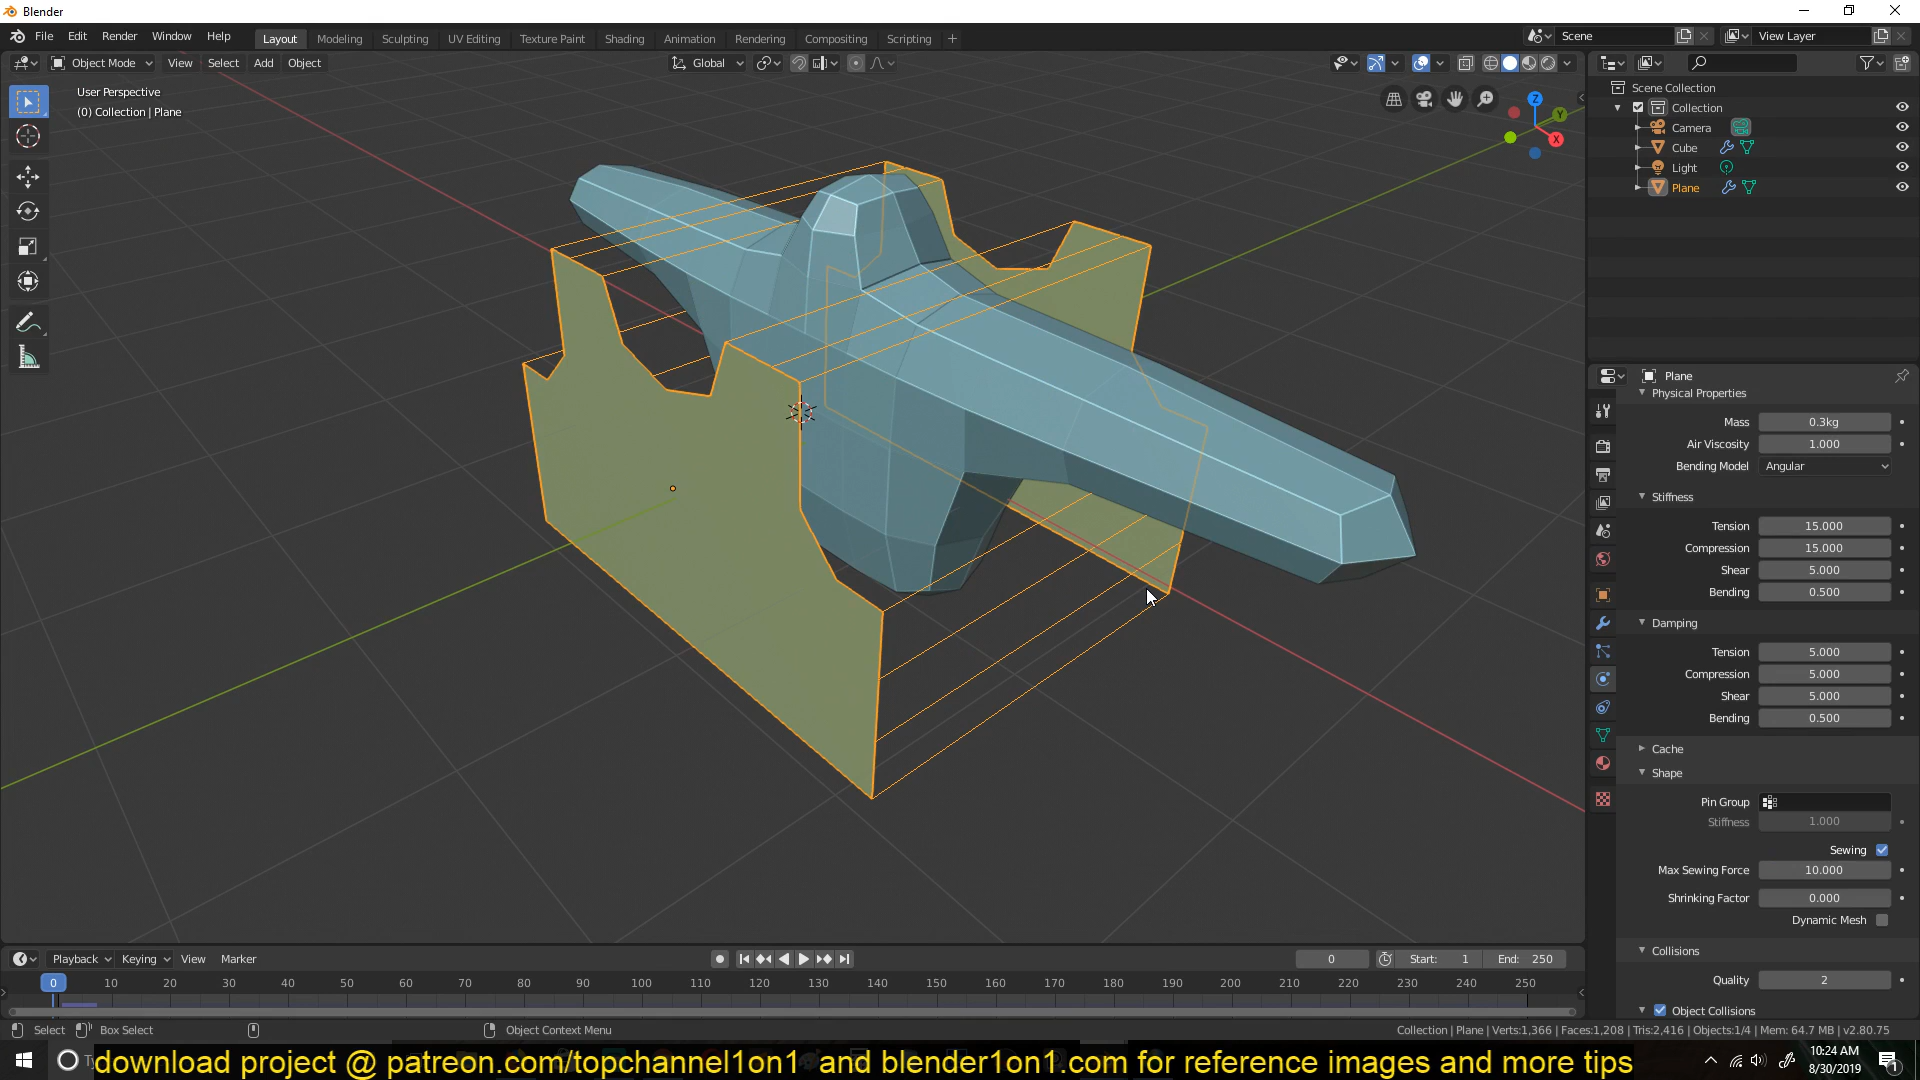 Blender
File Edit Render Window Help
Layout Modeling Sculpting UV Editing Texture Paint Shading Animation Rendering Compositing Scripting +
Scene
View Layer
Object Mode View Select Add Object
Global
User Perspective
(0) Collection | Plane
Z
Y
X
Scene Collection
Collection
Camera
Cube
Light
Plane
Plane
Physical Properties
Mass 0.3kg
Air Viscosity 1.000
Bending Model Angular
Stiffness
Tension 15.000
Compression 15.000
Shear 5.000
Bending 0.500
Damping
Tension 5.000
Compression 5.000
Shear 5.000
Bending 0.500
Cache
Shape
Pin Group
Stiffness 1.000
Sewing
Max Sewing Force 10.000
Shrinking Factor 0.000
Dynamic Mesh
Collisions
Quality 2
Object Collisions
Playback Keying View Marker
0 Start: 1 End: 250
0 10 20 30 40 50 60 70 80 90 100 110 120 130 140 150 160 170 180 190 200 210 220 230 240 250
Select Box Select Object Context Menu
Collection | Plane | Verts:1,366 | Faces:1,208 | Tris:2,416 | Objects:1/4 | Mem: 64.7 MB | v2.80.75
download project @ patreon.com/topchannel1on1 and blender1on1.com for reference images and more tips
10:24 AM
8/30/2019
1